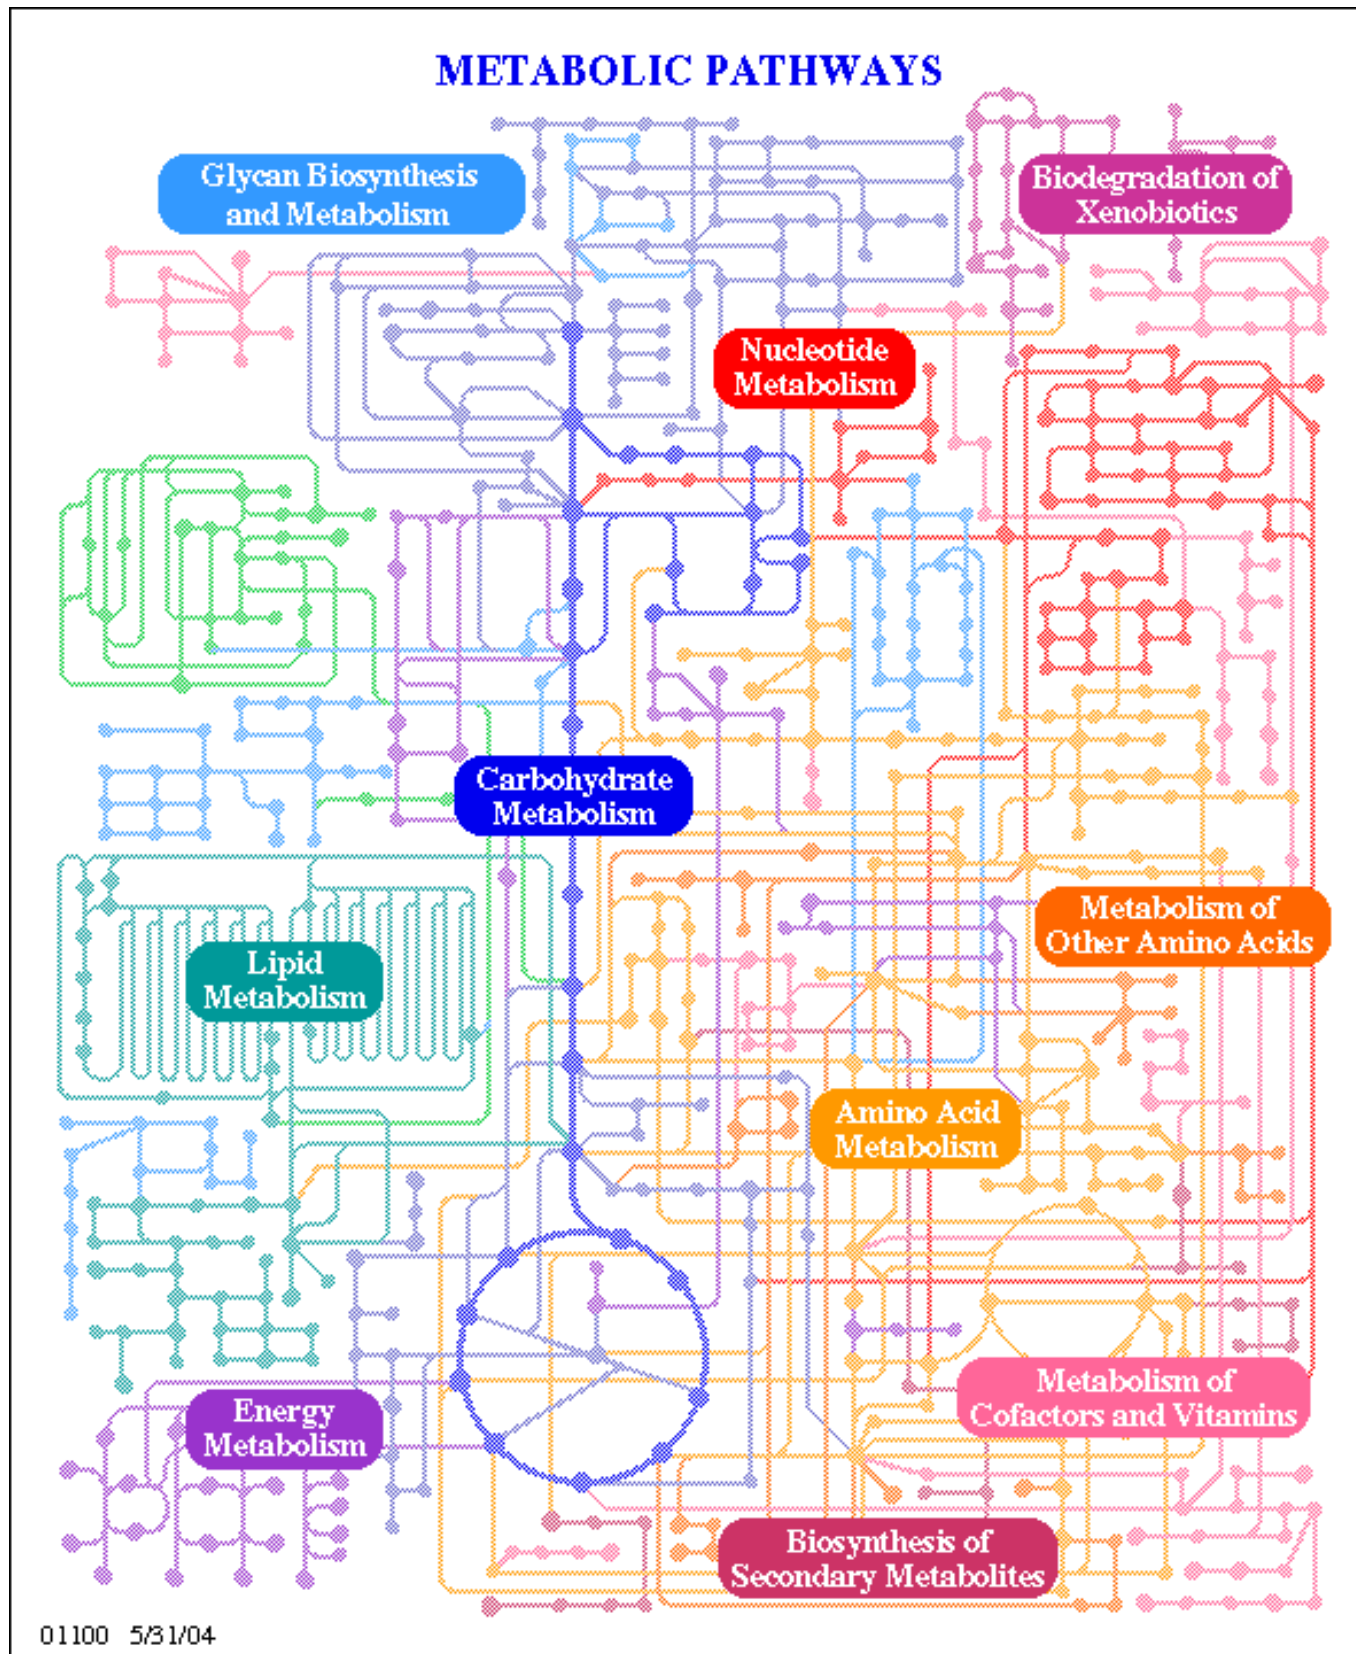 METABOLIC PATHWAYS
Glycan Biosynthesis
and Metabolism
Biodegradation of
Xenobiotics
Nucleotide
Metabolism
Carbohydrate
Metabolism
Metabolism of
Other Amino Acids
Lipid
Metabolism
Amino Acid
Metabolism
Metabolism of
Cofactors and Vitamins
Energy
Metabolism
Biosynthesis of
Secondary Metabolites
01100 5/31/04